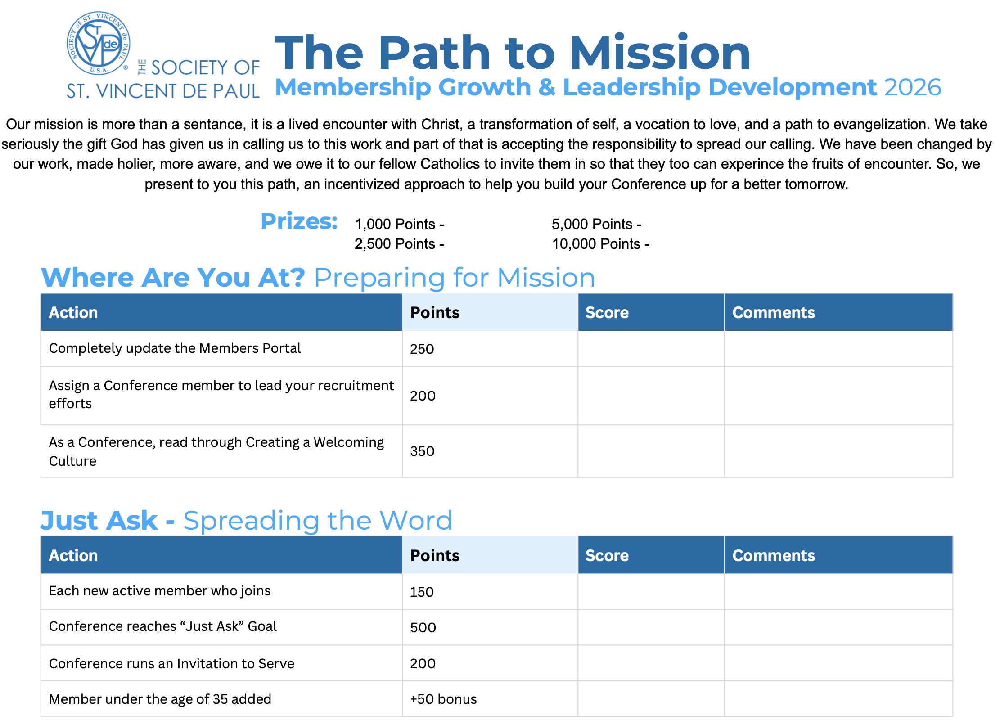 SOCIETY of ST. VINCENT de PAUL
ST
V de P
U.S.A. ®
THE SOCIETY OF
ST. VINCENT DE PAUL
The Path to Mission
Membership Growth & Leadership Development 2026
Our mission is more than a sentence, it is a lived encounter with Christ, a transformation of self, a vocation to love, and a path to evangelization. We take
seriously the gift God has given us in calling us to this work and part of that is accepting the responsibility to spread our calling. We have been changed by
our work, made holier, more aware, and we owe it to our fellow Catholics to invite them in so that they too can experince the fruits of encounter. So, we
present to you this path, an incentivized approach to help you build your Conference up for a better tomorrow.
Prizes: 1,000 Points - 5,000 Points -
2,500 Points - 10,000 Points -
Where Are You At? Preparing for Mission
Action Points Score Comments
Completely update the Members Portal 250
Assign a Conference member to lead your recruitment
efforts 200
As a Conference, read through Creating a Welcoming
Culture 350
Just Ask - Spreading the Word
Action Points Score Comments
Each new active member who joins 150
Conference reaches “Just Ask” Goal 500
Conference runs an Invitation to Serve 200
Member under the age of 35 added +50 bonus